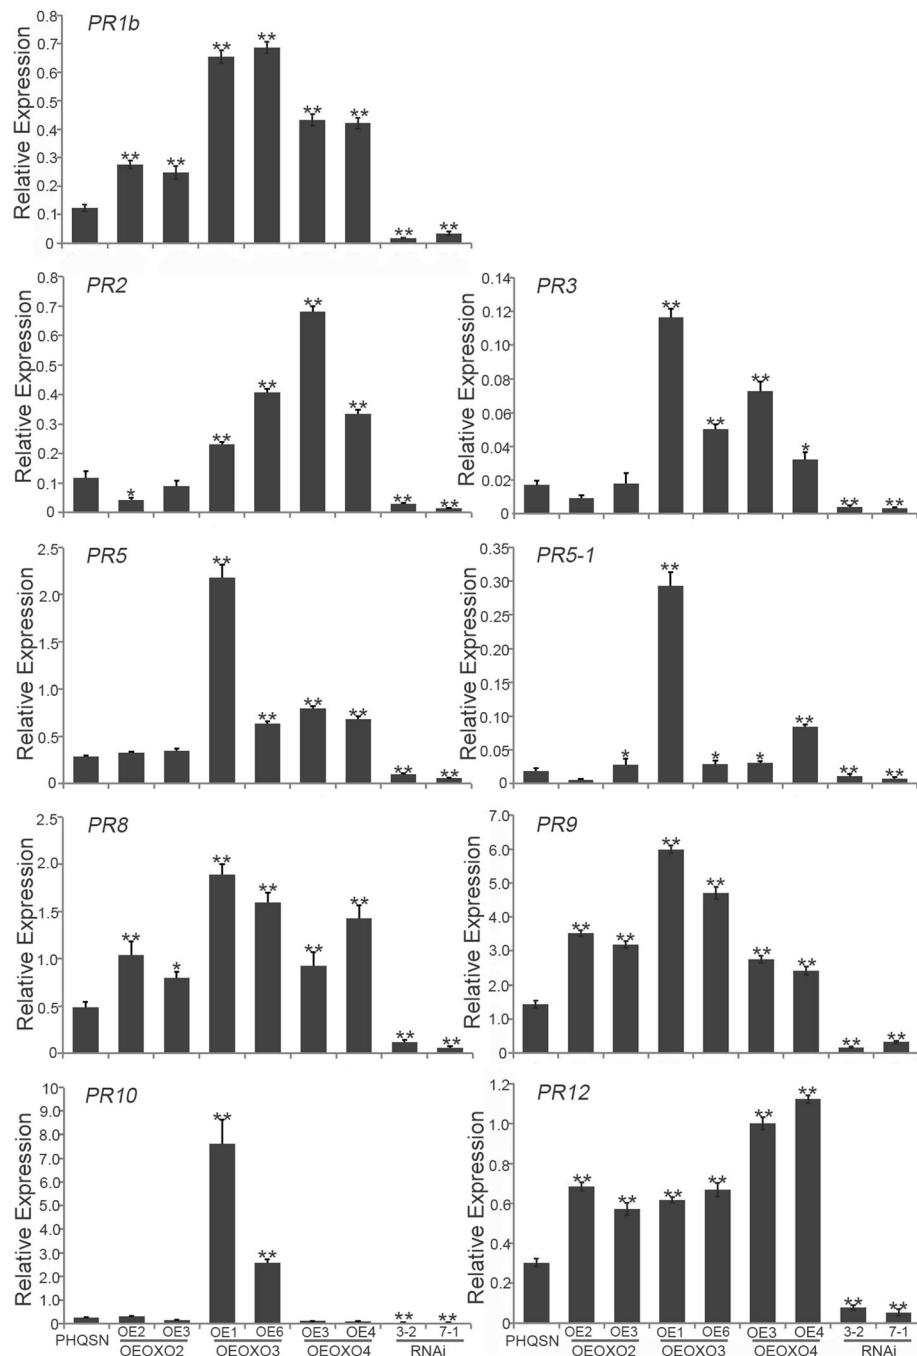 PR1b
Relative Expression
0.8
0.7
0.6
0.5
0.4
0.3
0.2
0.1
0
** ** ** ** ** ** ** **
PR2
Relative Expression
0.8
0.7
0.6
0.5
0.4
0.3
0.2
0.1
0
* ** ** ** ** ** **
PR3
Relative Expression
0.14
0.12
0.10
0.08
0.06
0.04
0.02
0
** ** ** * ** **
PR5
Relative Expression
2.5
2.0
1.5
1.0
0.5
0
** ** ** ** ** **
PR5-1
Relative Expression
0.35
0.30
0.25
0.20
0.15
0.10
0.05
0
* ** * * ** ** **
PR8
Relative Expression
2.5
2.0
1.5
1.0
0.5
0
** * ** ** ** ** ** **
PR9
Relative Expression
7.0
6.0
5.0
4.0
3.0
2.0
1.0
0
** ** ** ** ** ** ** **
PR10
Relative Expression
10.0
9.0
8.0
7.0
6.0
5.0
4.0
3.0
2.0
1.0
0.0
** ** ** **
PHQSN OE2 OE3 OE1 OE6 OE3 OE4 3-2 7-1
OEOXO2 OEOXO3 OEOXO4 RNAi
PR12
Relative Expression
1.2
1.0
0.8
0.6
0.4
0.2
0
** ** ** ** ** ** ** **
PHQSN OE2 OE3 OE1 OE6 OE3 OE4 3-2 7-1
OEOXO2 OEOXO3 OEOXO4 RNAi